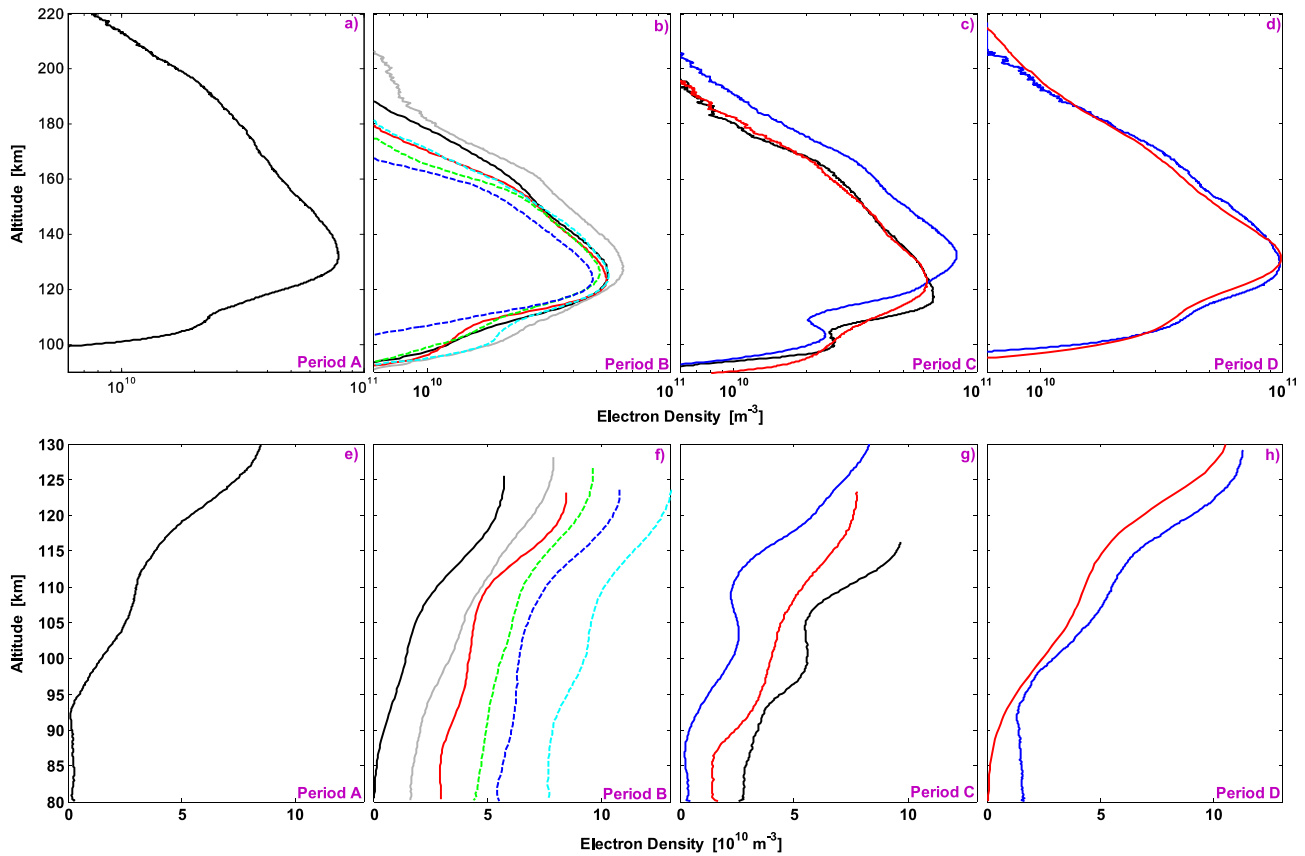 220 a) b) c) d)
200
180
160
140
120
100
Altitude [km]
Period A Period B Period C Period D
10^10 10^11 10^10 10^11 10^10 10^11 10^10 10^11
Electron Density [m^-3]
130 e) f) g) h)
125
120
115
110
105
100
95
90
85
80
Altitude [km]
Period A Period B Period C Period D
0 5 10 0 5 10 0 5 10 0 5 10
Electron Density [10^10 m^-3]